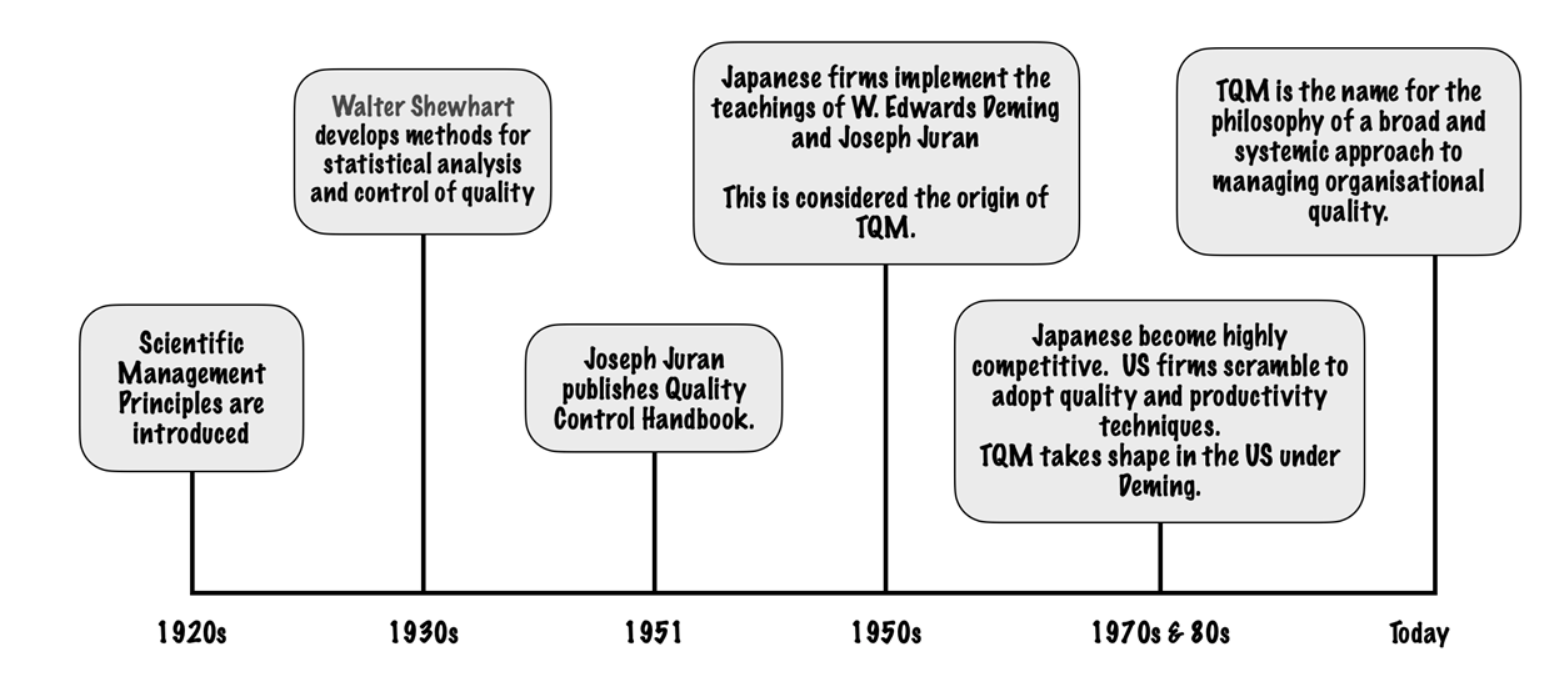 Scientific
Management
Principles are
introduced
Walter Shewhart
develops methods for
statistical analysis
and control of quality
Joseph Juran
publishes Quality
Control Handbook.
Japanese firms implement the
teachings of W. Edwards Deming
and Joseph Juran
This is considered the origin of
TQM.
Japanese become highly
competitive. US firms scramble to
adopt quality and productivity
techniques.
TQM takes shape in the US under
Deming.
TQM is the name for the
philosophy of a broad and
systemic approach to
managing organisational
quality.
1920s
1930s
1951
1950s
1970s & 80s
Today